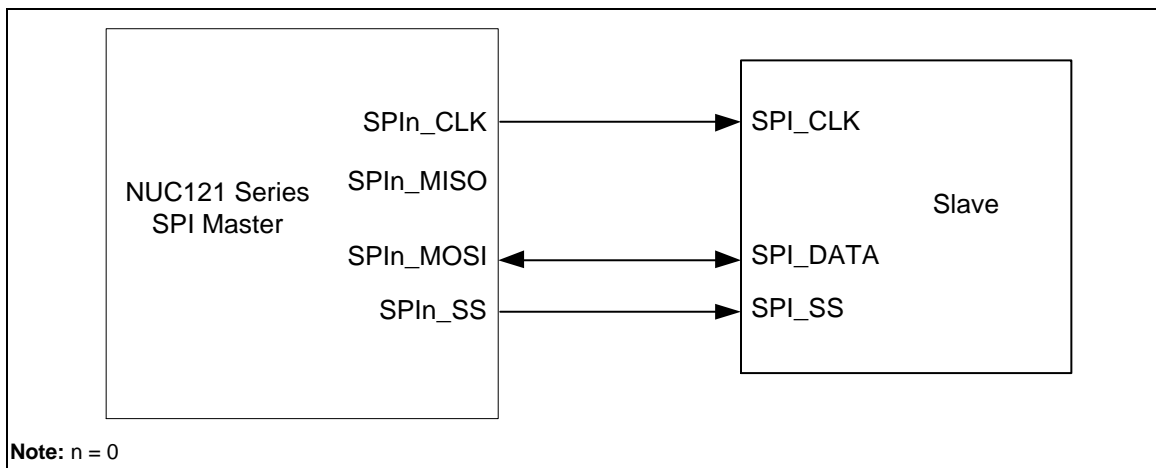 NUC121 Series
SPI Master
SPIn_CLK
SPIn_MISO
SPIn_MOSI
SPIn_SS
SPI_CLK
SPI_DATA
SPI_SS
Slave
Note: n = 0